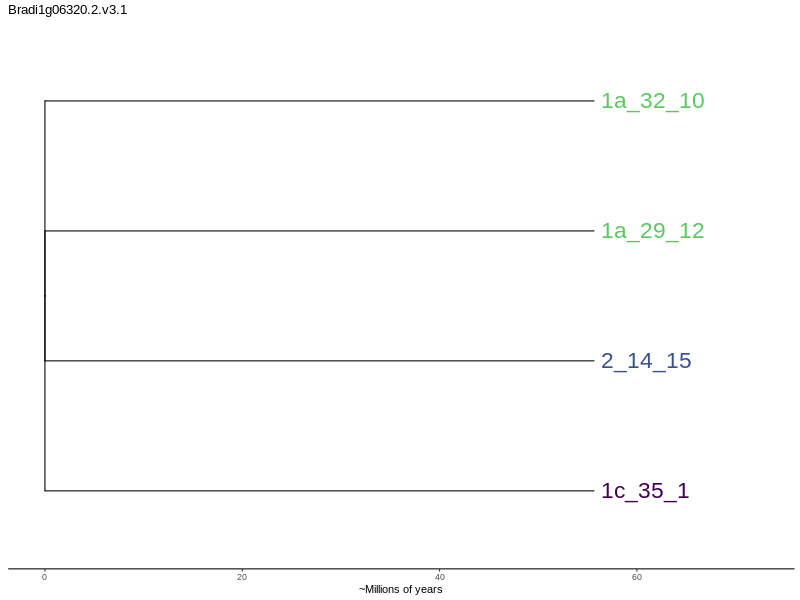 Bradi1g06320.2.v3.1
1a_32_10
1a_29_12
2_14_15
1c_35_1
0 20 40 60
~Millions of years